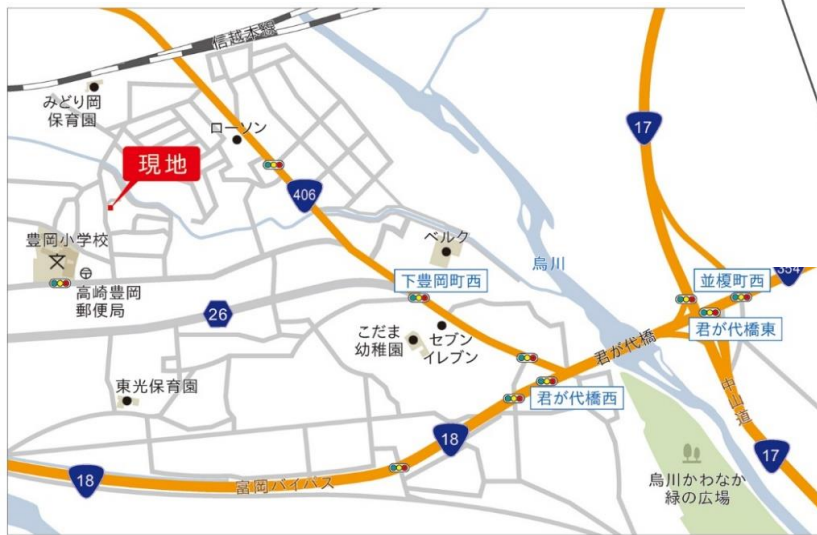 信越本線
みどり岡
保育園
ローソン
17
現地
406
豊岡小学校
文
高崎豊岡
郵便局
ベルク
烏川
下豊岡町西
並榎町西
354
26
君が代橋東
こだま
幼稚園
セブン
イレブン
君が代橋
東光保育園
君が代橋西
中山道
18
18
富岡バイパス
17
烏川かわなか
緑の広場